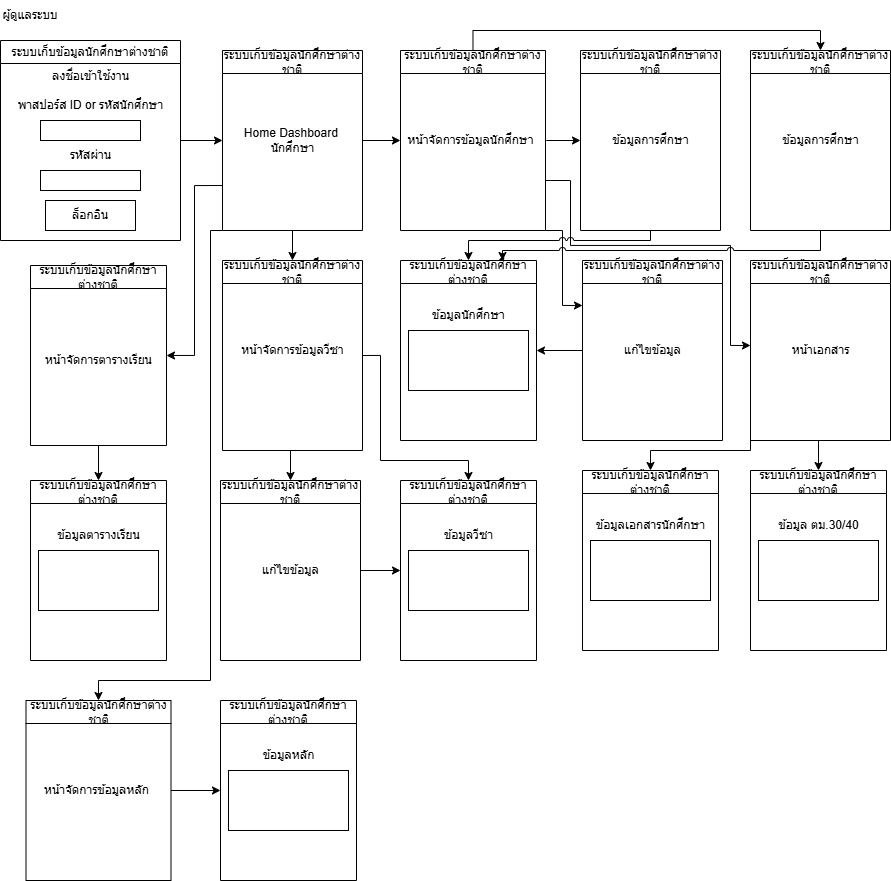 ผู้ดูแลระบบ
ระบบเก็บข้อมูลนักศึกษาต่างชาติ
ลงชื่อเข้าใช้งาน
พาสปอร์ส ID or รหัสนักศึกษา
รหัสผ่าน
ล็อกอิน
ระบบเก็บข้อมูลนักศึกษาต่าง
ชาติ
Home Dashboard
นักศึกษา
ระบบเก็บข้อมูลนักศึกษาต่าง
ชาติ
หน้าจัดการข้อมูลนักศึกษา
ระบบเก็บข้อมูลนักศึกษาต่าง
ชาติ
ข้อมูลการศึกษา
ระบบเก็บข้อมูลนักศึกษาต่าง
ชาติ
ข้อมูลการศึกษา
ระบบเก็บข้อมูลนักศึกษา
ต่างชาติ
หน้าจัดการตารางเรียน
ระบบเก็บข้อมูลนักศึกษาต่าง
ชาติ
หน้าจัดการข้อมูลวีซา
ระบบเก็บข้อมูลนักศึกษา
ต่างชาติ
ข้อมูลนักศึกษา
ระบบเก็บข้อมูลนักศึกษาต่าง
ชาติ
แก้ไขข้อมูล
ระบบเก็บข้อมูลนักศึกษาต่าง
ชาติ
หน้าเอกสาร
ระบบเก็บข้อมูลนักศึกษา
ต่างชาติ
ข้อมูลตารางเรียน
ระบบเก็บข้อมูลนักศึกษาต่าง
ชาติ
แก้ไขข้อมูล
ระบบเก็บข้อมูลนักศึกษา
ต่างชาติ
ข้อมูลวีซา
ระบบเก็บข้อมูลนักศึกษา
ต่างชาติ
ข้อมูลเอกสารนักศึกษา
ระบบเก็บข้อมูลนักศึกษา
ต่างชาติ
ข้อมูล ตม.30/40
ระบบเก็บข้อมูลนักศึกษาต่าง
ชาติ
หน้าจัดการข้อมูลหลัก
ระบบเก็บข้อมูลนักศึกษา
ต่างชาติ
ข้อมูลหลัก